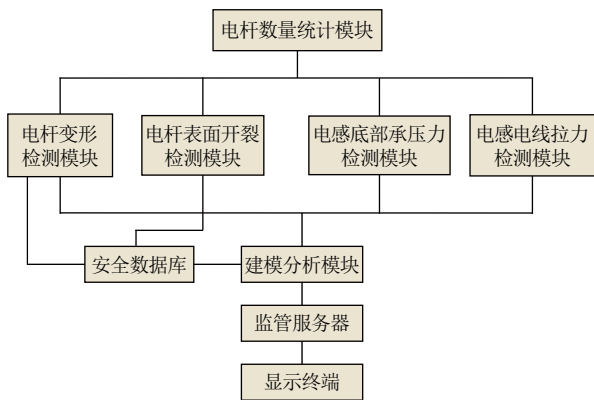 电杆数量统计模块
电杆变形
检测模块
电杆表面开裂
检测模块
电感底部承压力
检测模块
电感电线拉力
检测模块
安全数据库
建模分析模块
监管服务器
显示终端